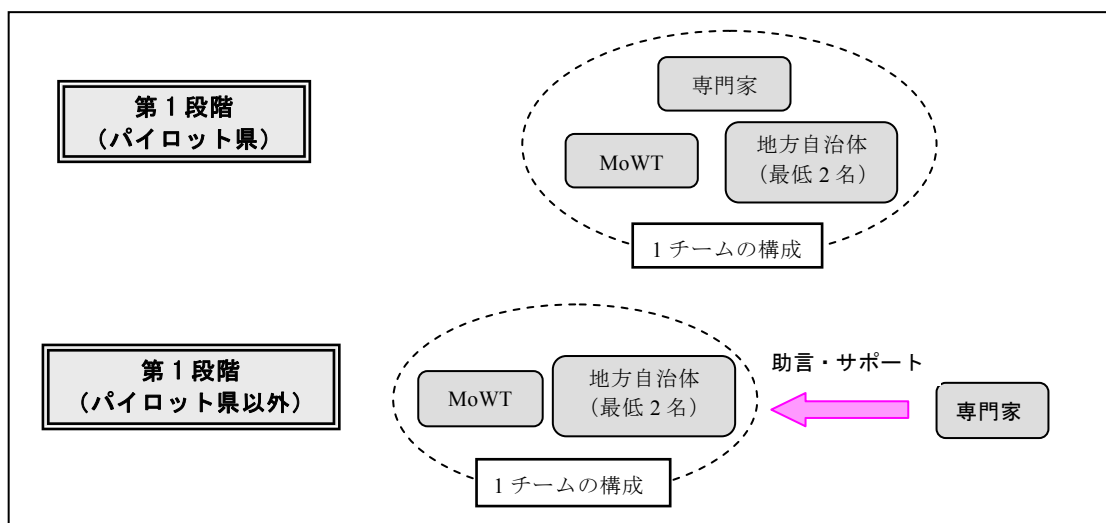 第１段階
（パイロット県）
専門家
MoWT
地方自治体
（最低２名）
１チームの構成
第１段階
（パイロット県以外）
MoWT
地方自治体
（最低２名）
１チームの構成
助言・サポート
専門家